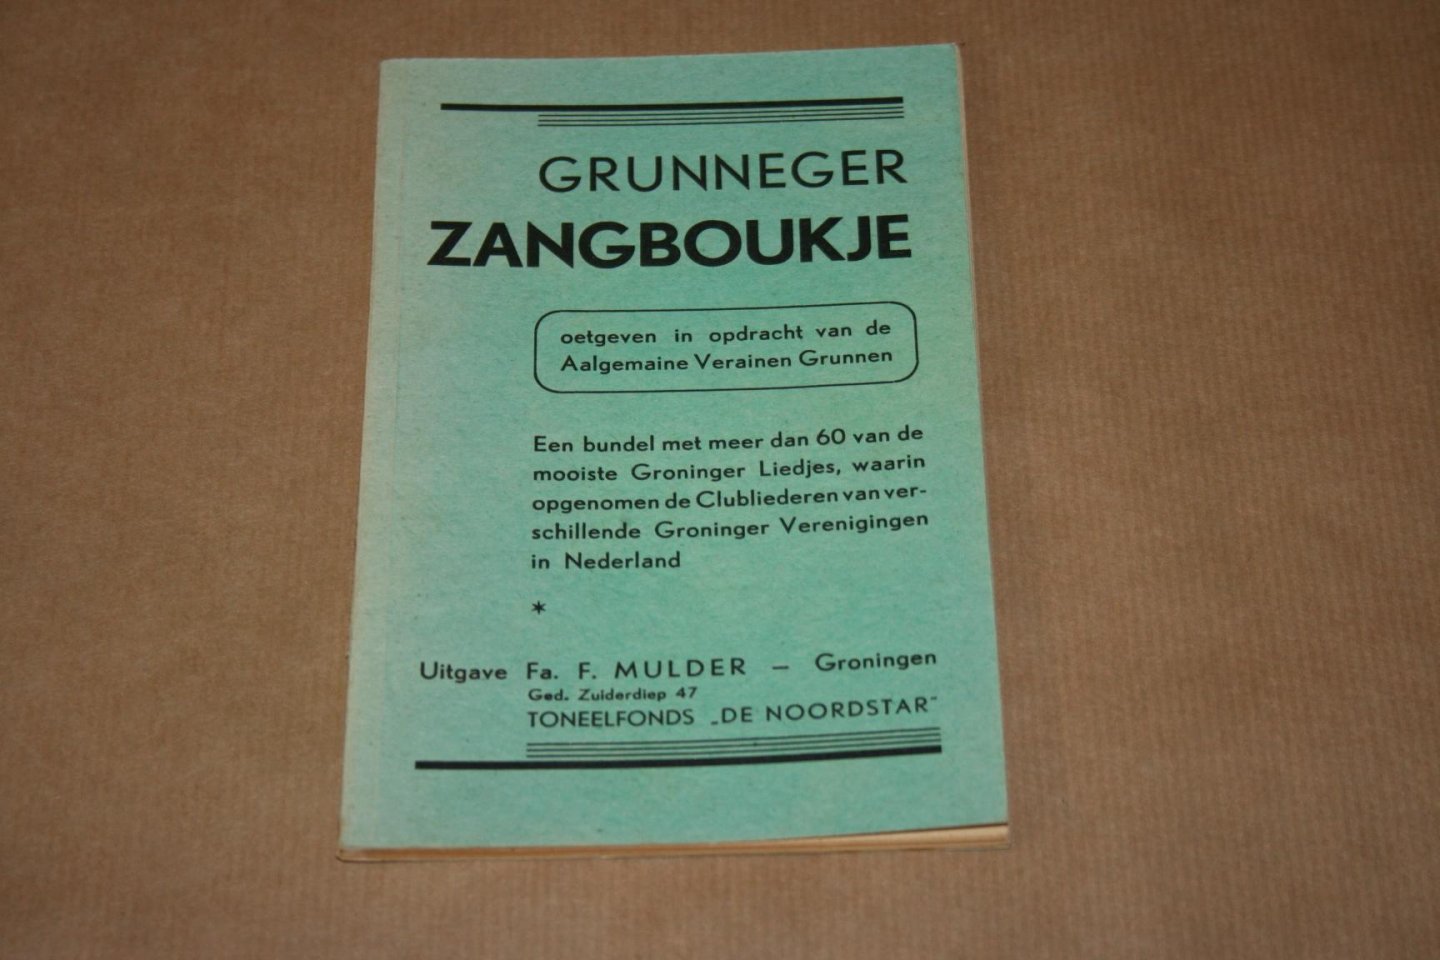 GRUNNEGER
ZANGBOUKJE
oetgeven in opdracht van de
Aalgemaine Verainen Grunnen
Een bundel met meer dan 60 van de
mooiste Groninger Liedjes, waarin
opgenomen de Clubliederen van ver-
schillende Groninger Verenigingen
in Nederland
*
Uitgave Fa. F. MULDER — Groningen
Ged. Zuiderdiep 47
TONEELFONDS „DE NOORDSTAR"